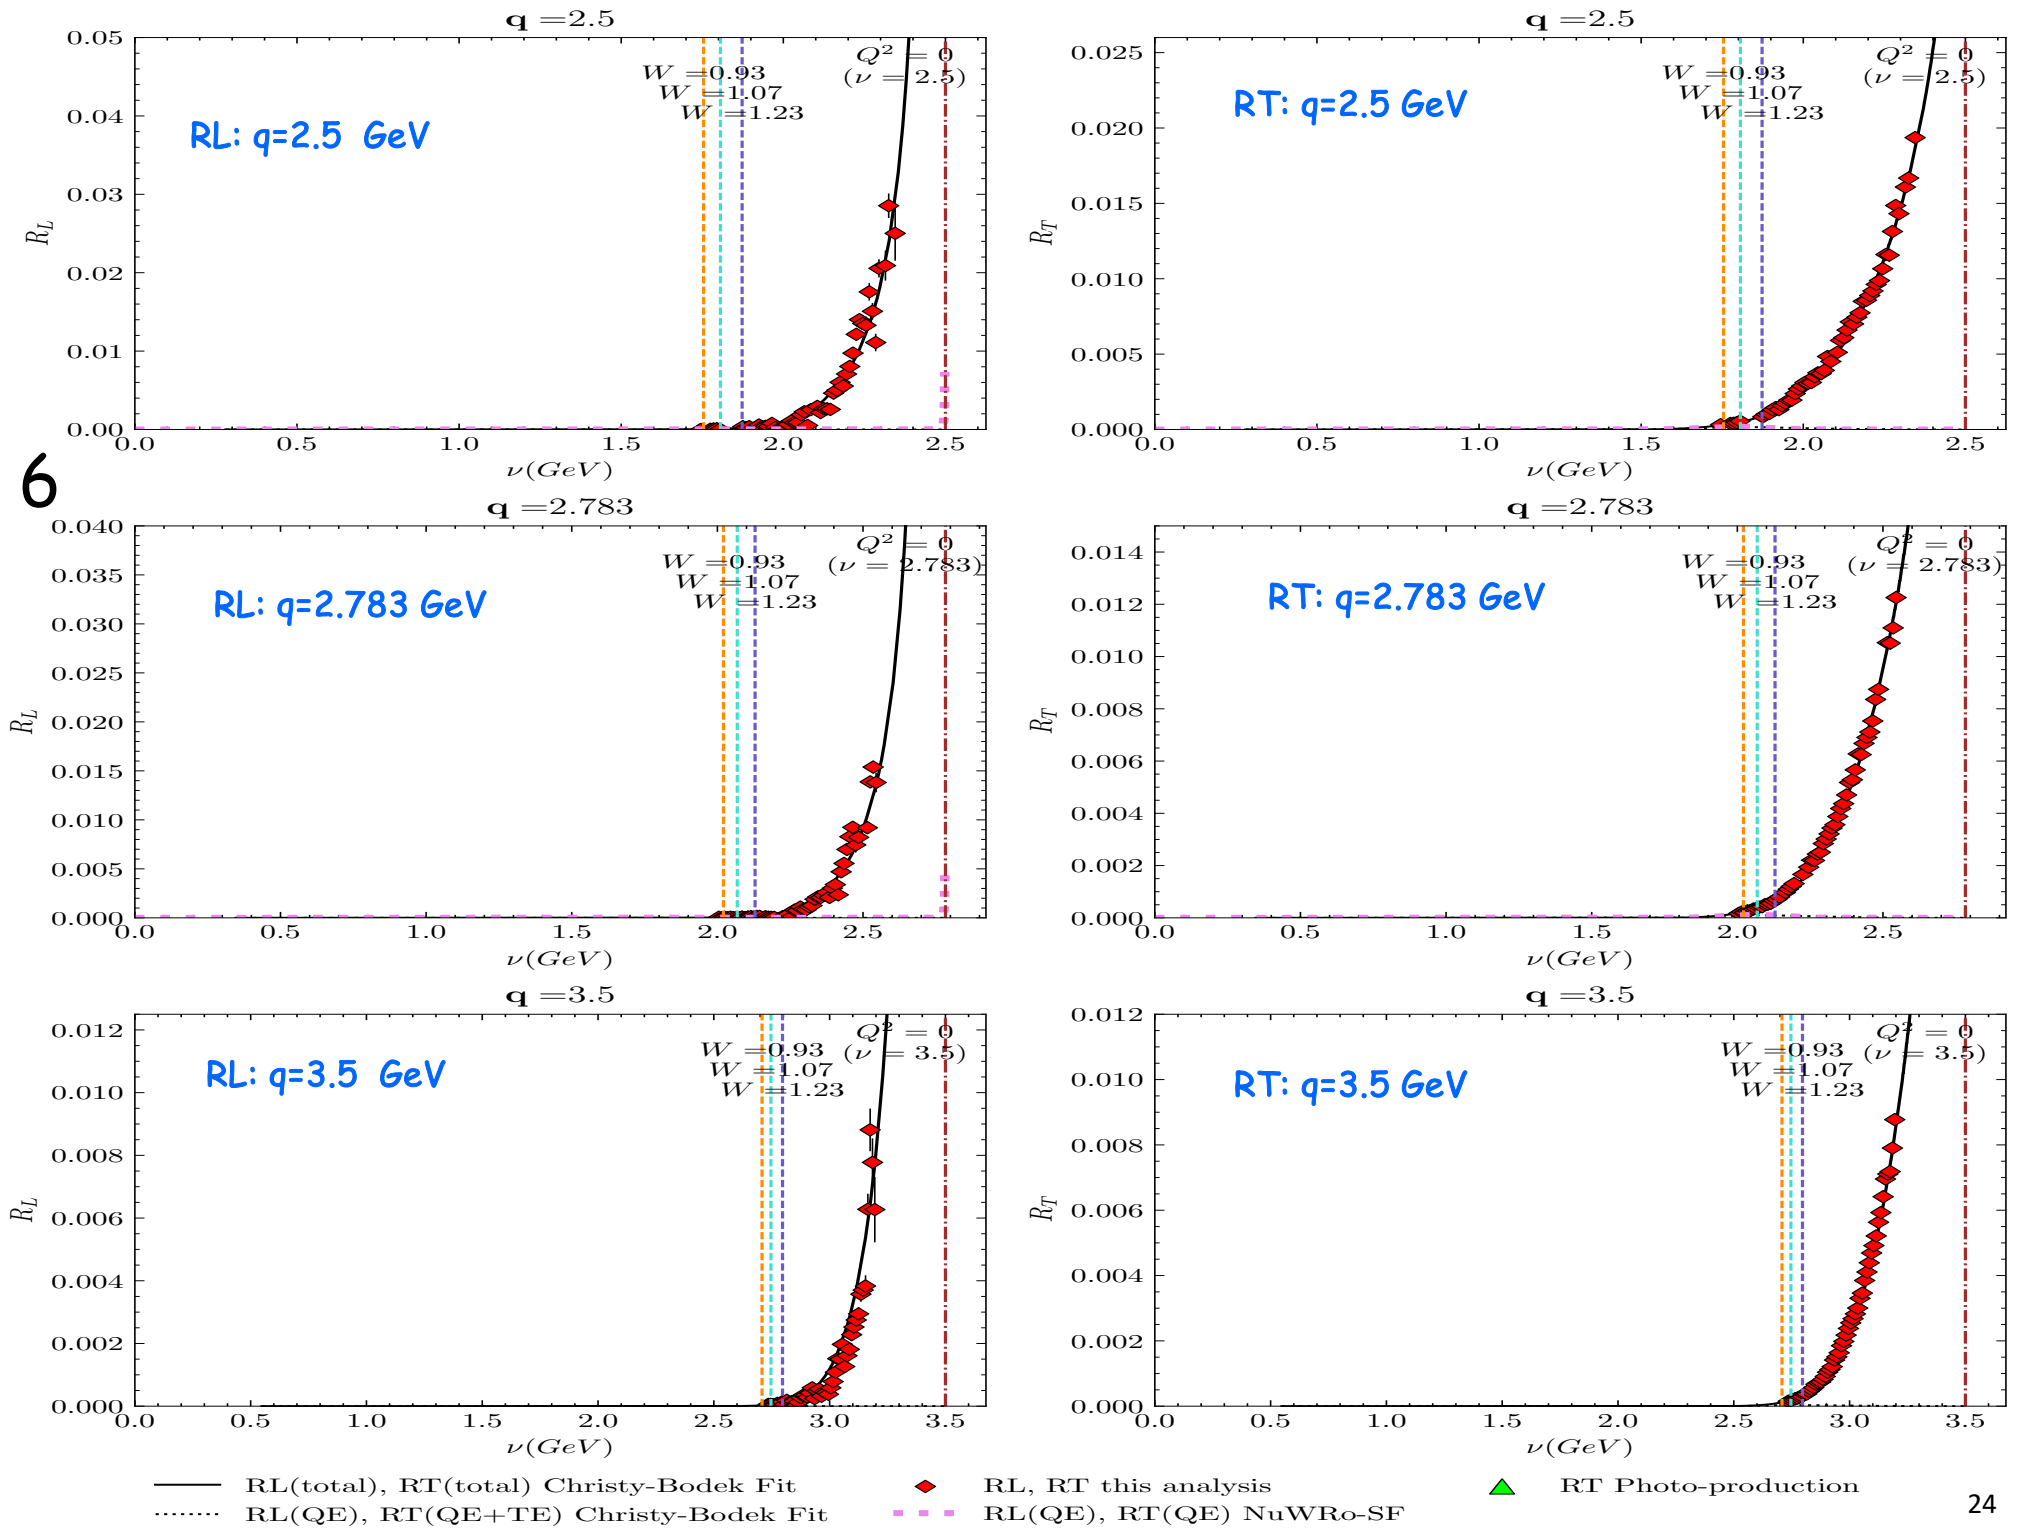 q =2.5
0.05
0.04
0.03
0.02
0.01
0.00
R_L
W =0.93
W =1.07
W =1.23
Q² = 0
(ν = 2.5)
RL: q=2.5 GeV
0.0 0.5 1.0 1.5 2.0 2.5
ν(GeV)
q =2.5
0.025
0.020
0.015
0.010
0.005
0.000
R_T
W =0.93
W =1.07
W =1.23
Q² = 0
(ν = 2.5)
RT: q=2.5 GeV
0.0 0.5 1.0 1.5 2.0 2.5
ν(GeV)
6
q =2.783
0.040
0.035
0.030
0.025
0.020
0.015
0.010
0.005
0.000
R_L
W =0.93
W =1.07
W =1.23
Q² = 0
(ν = 2.783)
RL: q=2.783 GeV
0.0 0.5 1.0 1.5 2.0 2.5
ν(GeV)
q =2.783
0.014
0.012
0.010
0.008
0.006
0.004
0.002
0.000
R_T
W =0.93
W =1.07
W =1.23
Q² = 0
(ν = 2.783)
RT: q=2.783 GeV
0.0 0.5 1.0 1.5 2.0 2.5
ν(GeV)
q =3.5
0.012
0.010
0.008
0.006
0.004
0.002
0.000
R_L
W =0.93
W =1.07
W =1.23
Q² = 0
(ν = 3.5)
RL: q=3.5 GeV
0.0 0.5 1.0 1.5 2.0 2.5 3.0 3.5
ν(GeV)
q =3.5
0.012
0.010
0.008
0.006
0.004
0.002
0.000
R_T
W =0.93
W =1.07
W =1.23
Q² = 0
(ν = 3.5)
RT: q=3.5 GeV
0.0 0.5 1.0 1.5 2.0 2.5 3.0 3.5
ν(GeV)
RL(total), RT(total) Christy-Bodek Fit
RL(QE), RT(QE+TE) Christy-Bodek Fit
RL, RT this analysis
RL(QE), RT(QE) NuWRo-SF
RT Photo-production
24